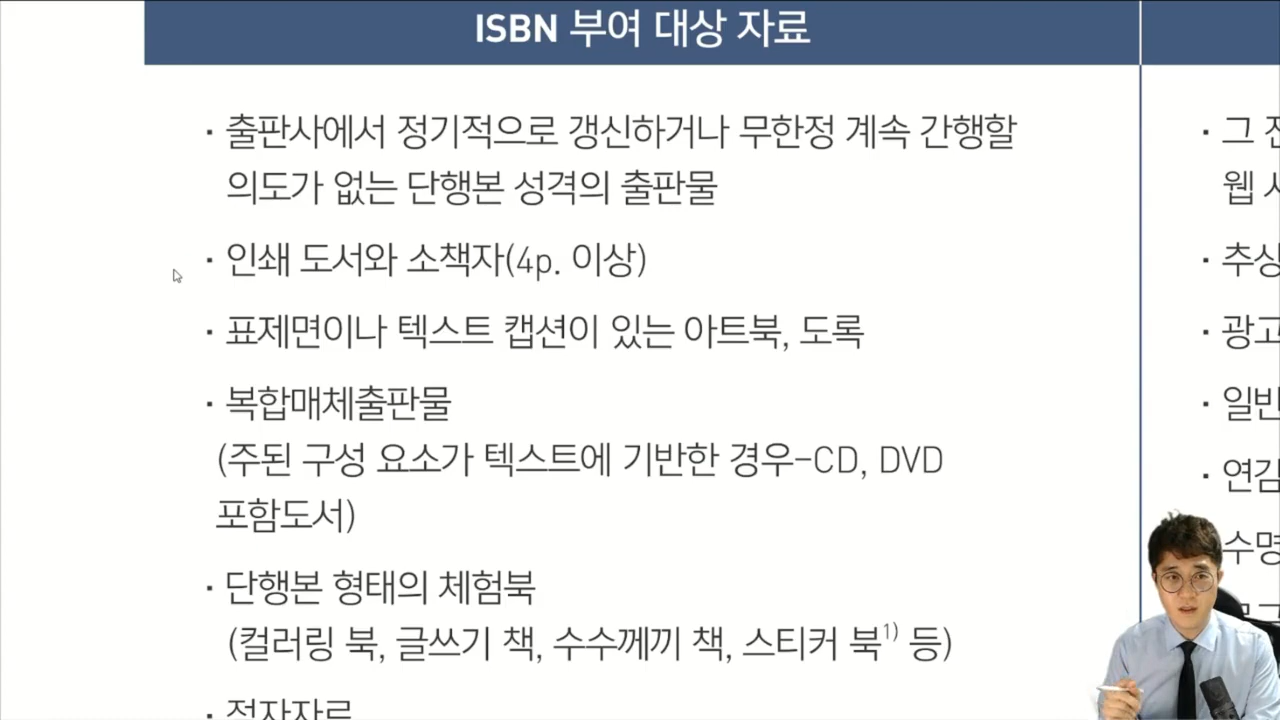 ISBN 부여 대상 자료
· 출판사에서 정기적으로 갱신하거나 무한정 계속 간행할
의도가 없는 단행본 성격의 출판물
· 인쇄 도서와 소책자(4p. 이상)
· 표제면이나 텍스트 캡션이 있는 아트북, 도록
· 복합매체출판물
(주된 구성 요소가 텍스트에 기반한 경우-CD, DVD
포함도서)
· 단행본 형태의 체험북
(컬러링 북, 글쓰기 책, 수수께끼 책, 스티커 북1) 등)
· 전자자료
· 그
웹
·
· 광고
· 일반
· 연감